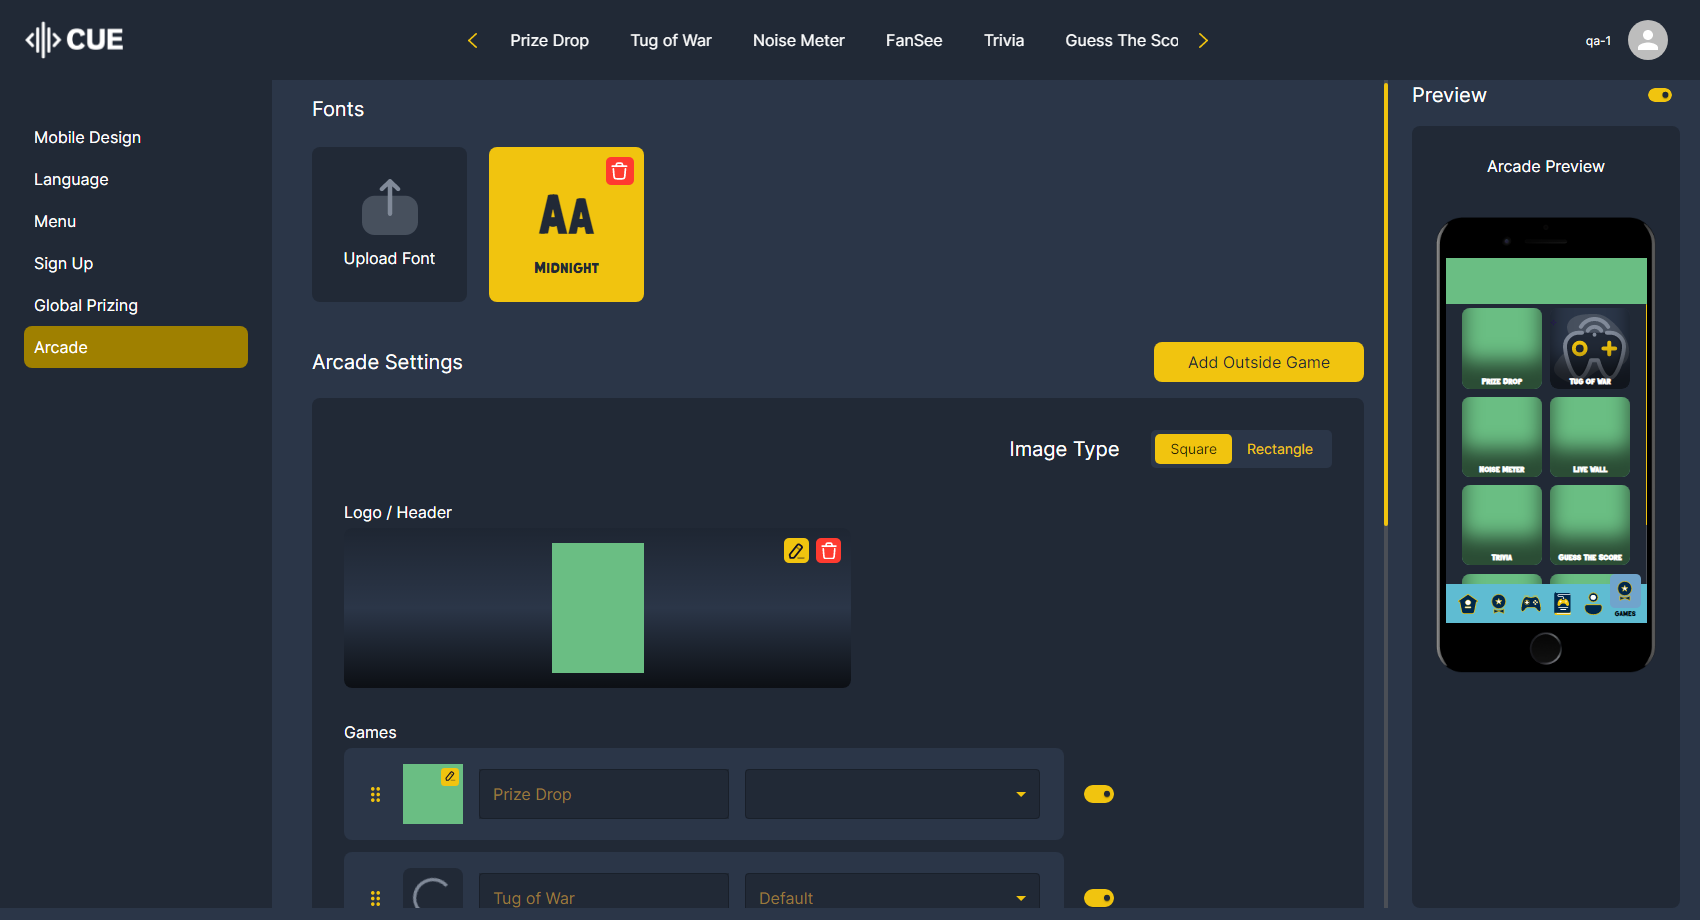 CUE
Prize Drop
Tug of War
Noise Meter
FanSee
Trivia
Guess The Sco
qa-1
Mobile Design
Language
Menu
Sign Up
Global Prizing
Arcade
Fonts
Upload Font
AA
MIDNIGHT
Arcade Settings
Add Outside Game
Image Type
Square
Rectangle
Logo / Header
Games
Prize Drop
Tug of War
Default
Preview
Arcade Preview
PRIZE DROP
TUG OF WAR
NOISE METER
LIVE WALL
TRIVIA
GUESS THE SCORE
GAMES